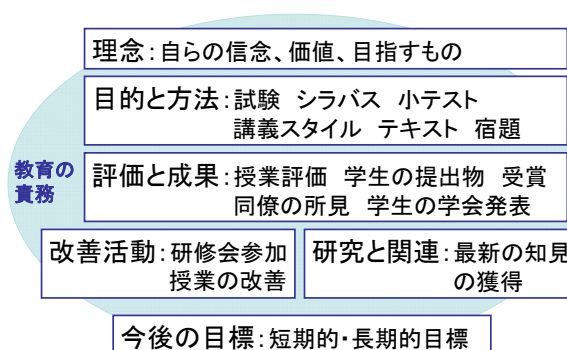 理念：自らの信念、価値、目指すもの
目的と方法：試験 シラバス 小テスト
講義スタイル テキスト 宿題
教育の
責務
評価と成果：授業評価 学生の提出物 受賞
同僚の所見 学生の学会発表
改善活動：研修会参加
授業の改善
研究と関連：最新の知見
の獲得
今後の目標：短期的・長期的目標